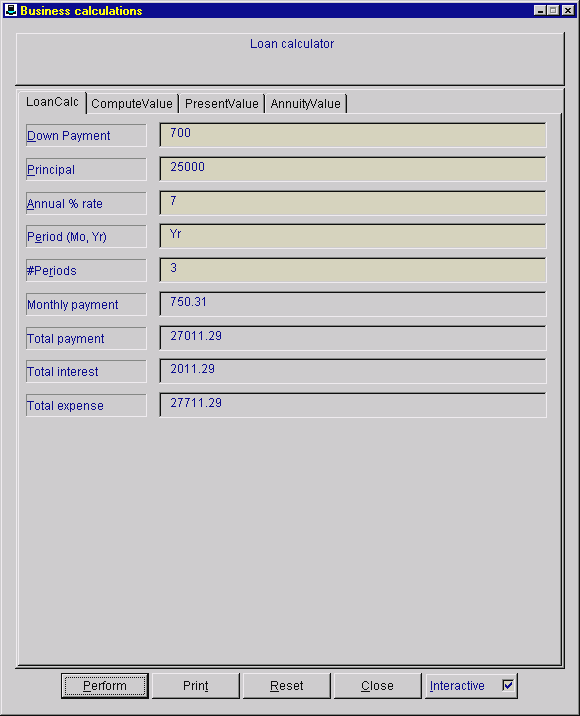 Business calculations
Loan calculator
LoanCalc ComputeValue PresentValue AnnuityValue
Down Payment 700
Principal 25000
Annual % rate 7
Period (Mo, Yr) Yr
#Periods 3
Monthly payment 750.31
Total payment 27011.29
Total interest 2011.29
Total expense 27711.29
Perform Print Reset Close Interactive